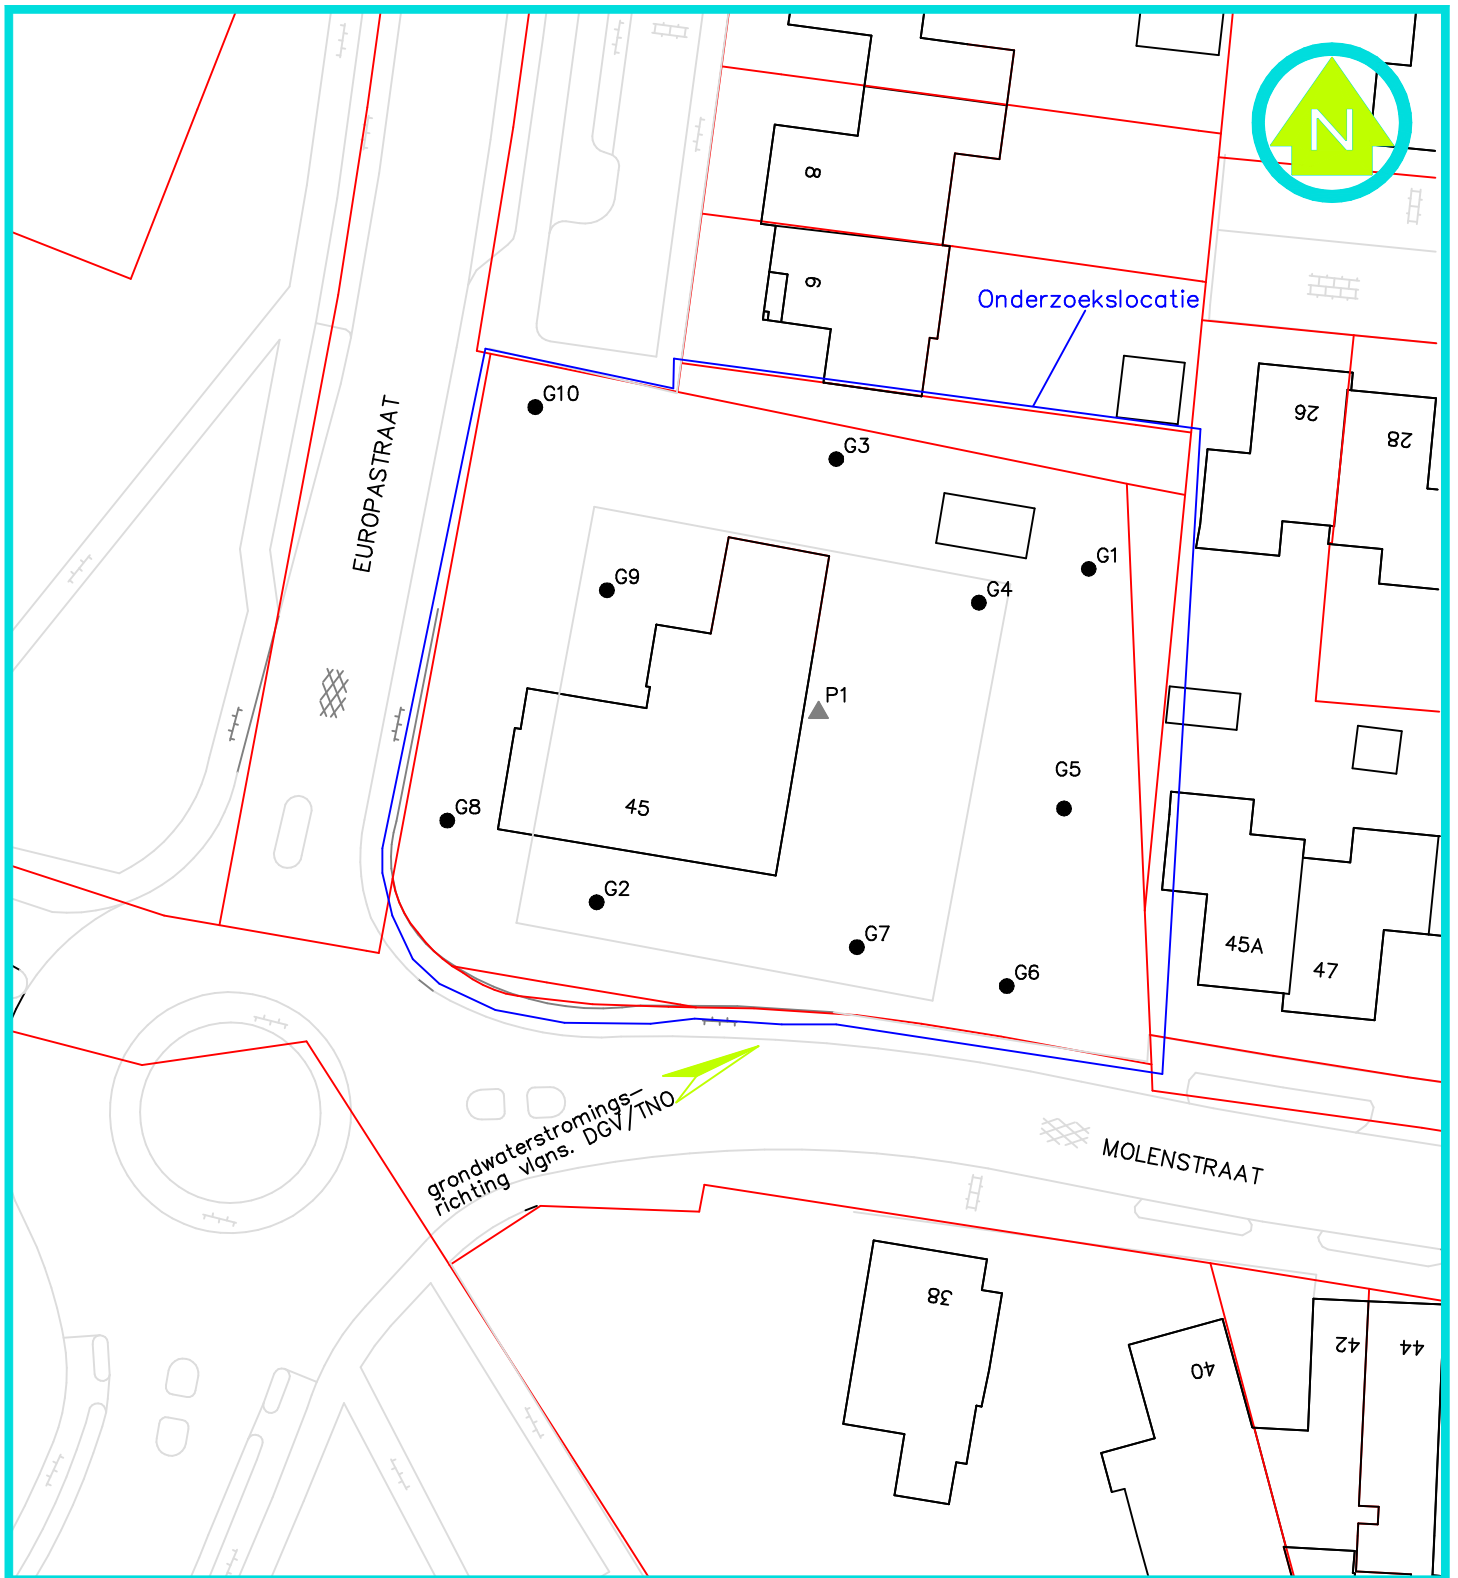 N
8
6
Onderzoekslocatie
26
28
G10
G3
EUROPASTRAAT
G1
G9
G4
P1
G5
G8
45
G2
G7
45A
47
G6
grondwaterstromings-
richting vlgns. DGV/TNO
MOLENSTRAAT
38
42
44
40